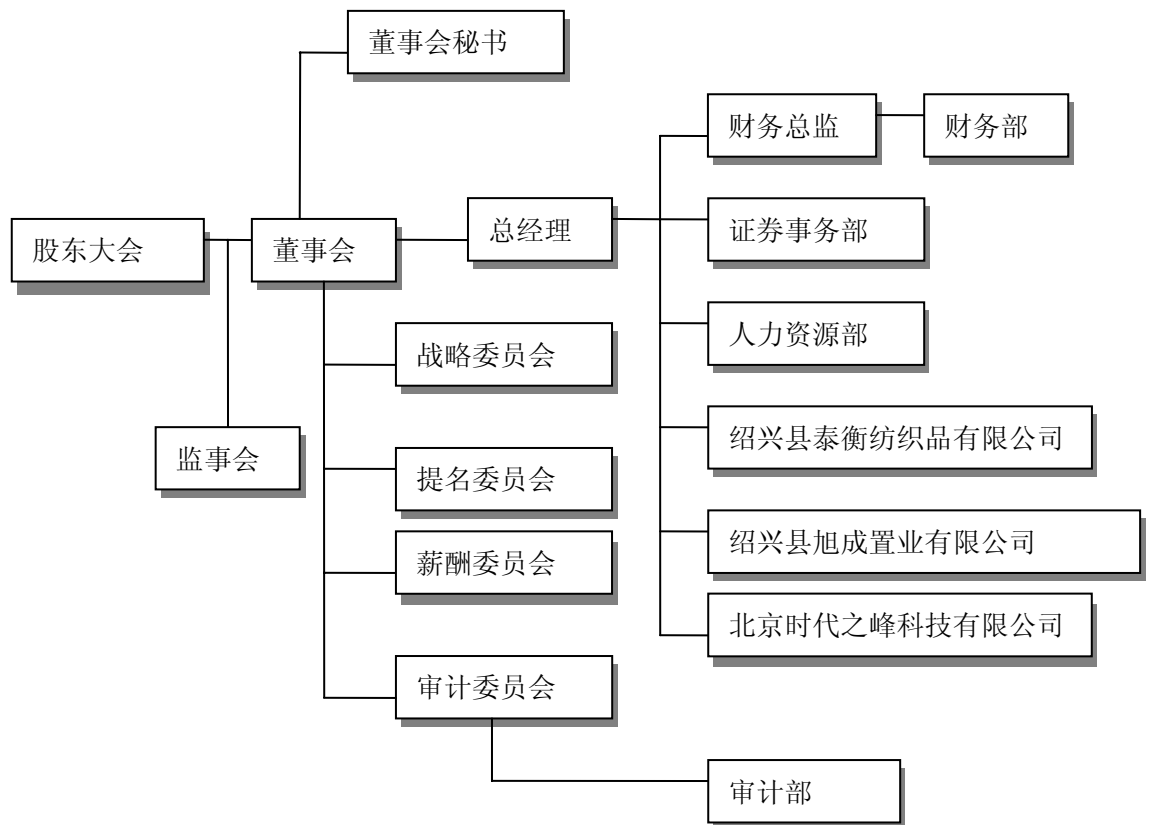 董事会秘书
财务总监
财务部
股东大会
董事会
总经理
证券事务部
人力资源部
战略委员会
监事会
提名委员会
绍兴县泰衡纺织品有限公司
绍兴县旭成置业有限公司
薪酬委员会
北京时代之峰科技有限公司
审计委员会
审计部